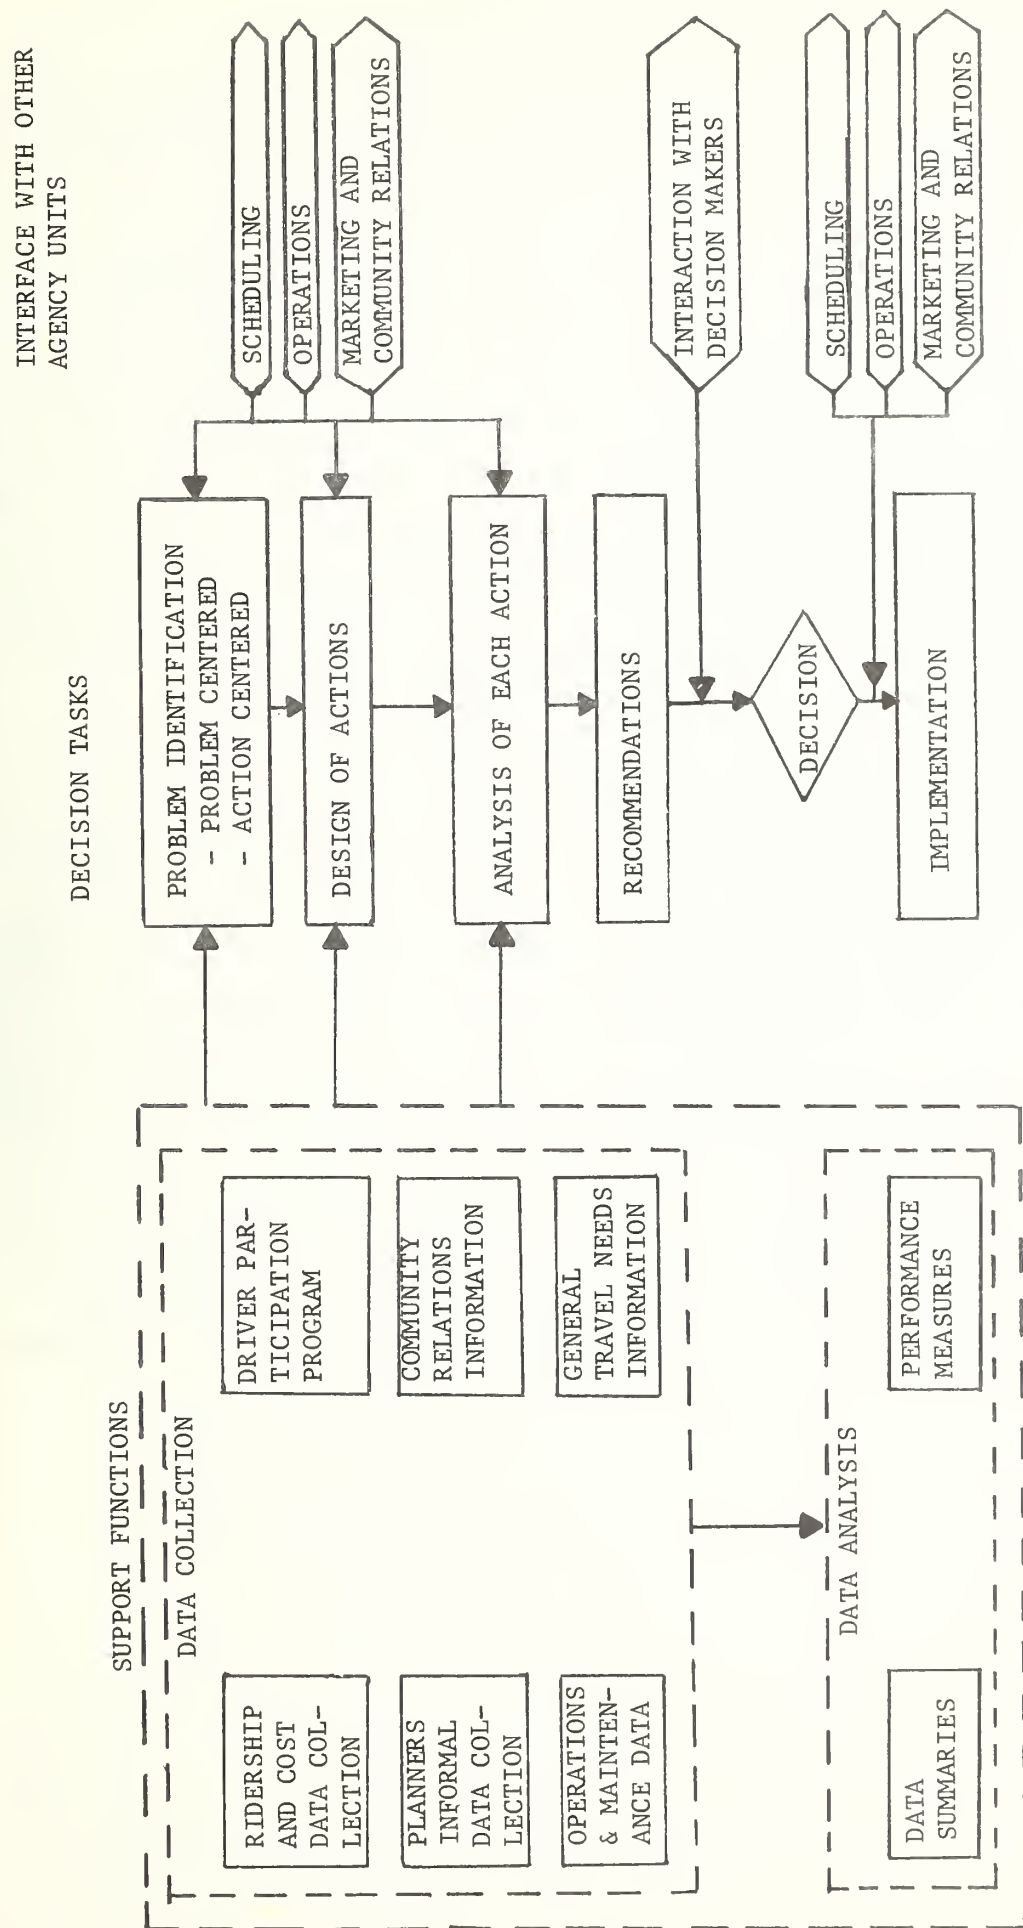 SUPPORT FUNCTIONS
DATA COLLECTION
RIDERSHIP
AND COST
DATA COL-
LECTION
DRIVER PAR-
TICIPATION
PROGRAM
PLANNERS
INFORMAL
DATA COL-
LECTION
COMMUNITY
RELATIONS
INFORMATION
OPERATIONS
& MAINTEN-
ANCE DATA
GENERAL
TRAVEL NEEDS
INFORMATION
DATA ANALYSIS
DATA
SUMMARIES
PERFORMANCE
MEASURES
DECISION TASKS
PROBLEM IDENTIFICATION
- PROBLEM CENTERED
- ACTION CENTERED
DESIGN OF ACTIONS
ANALYSIS OF EACH ACTION
RECOMMENDATIONS
DECISION
IMPLEMENTATION
INTERFACE WITH OTHER
AGENCY UNITS
SCHEDULING
OPERATIONS
MARKETING AND
COMMUNITY RELATIONS
INTERACTION WITH
DECISION MAKERS
SCHEDULING
OPERATIONS
MARKETING AND
COMMUNITY RELATIONS